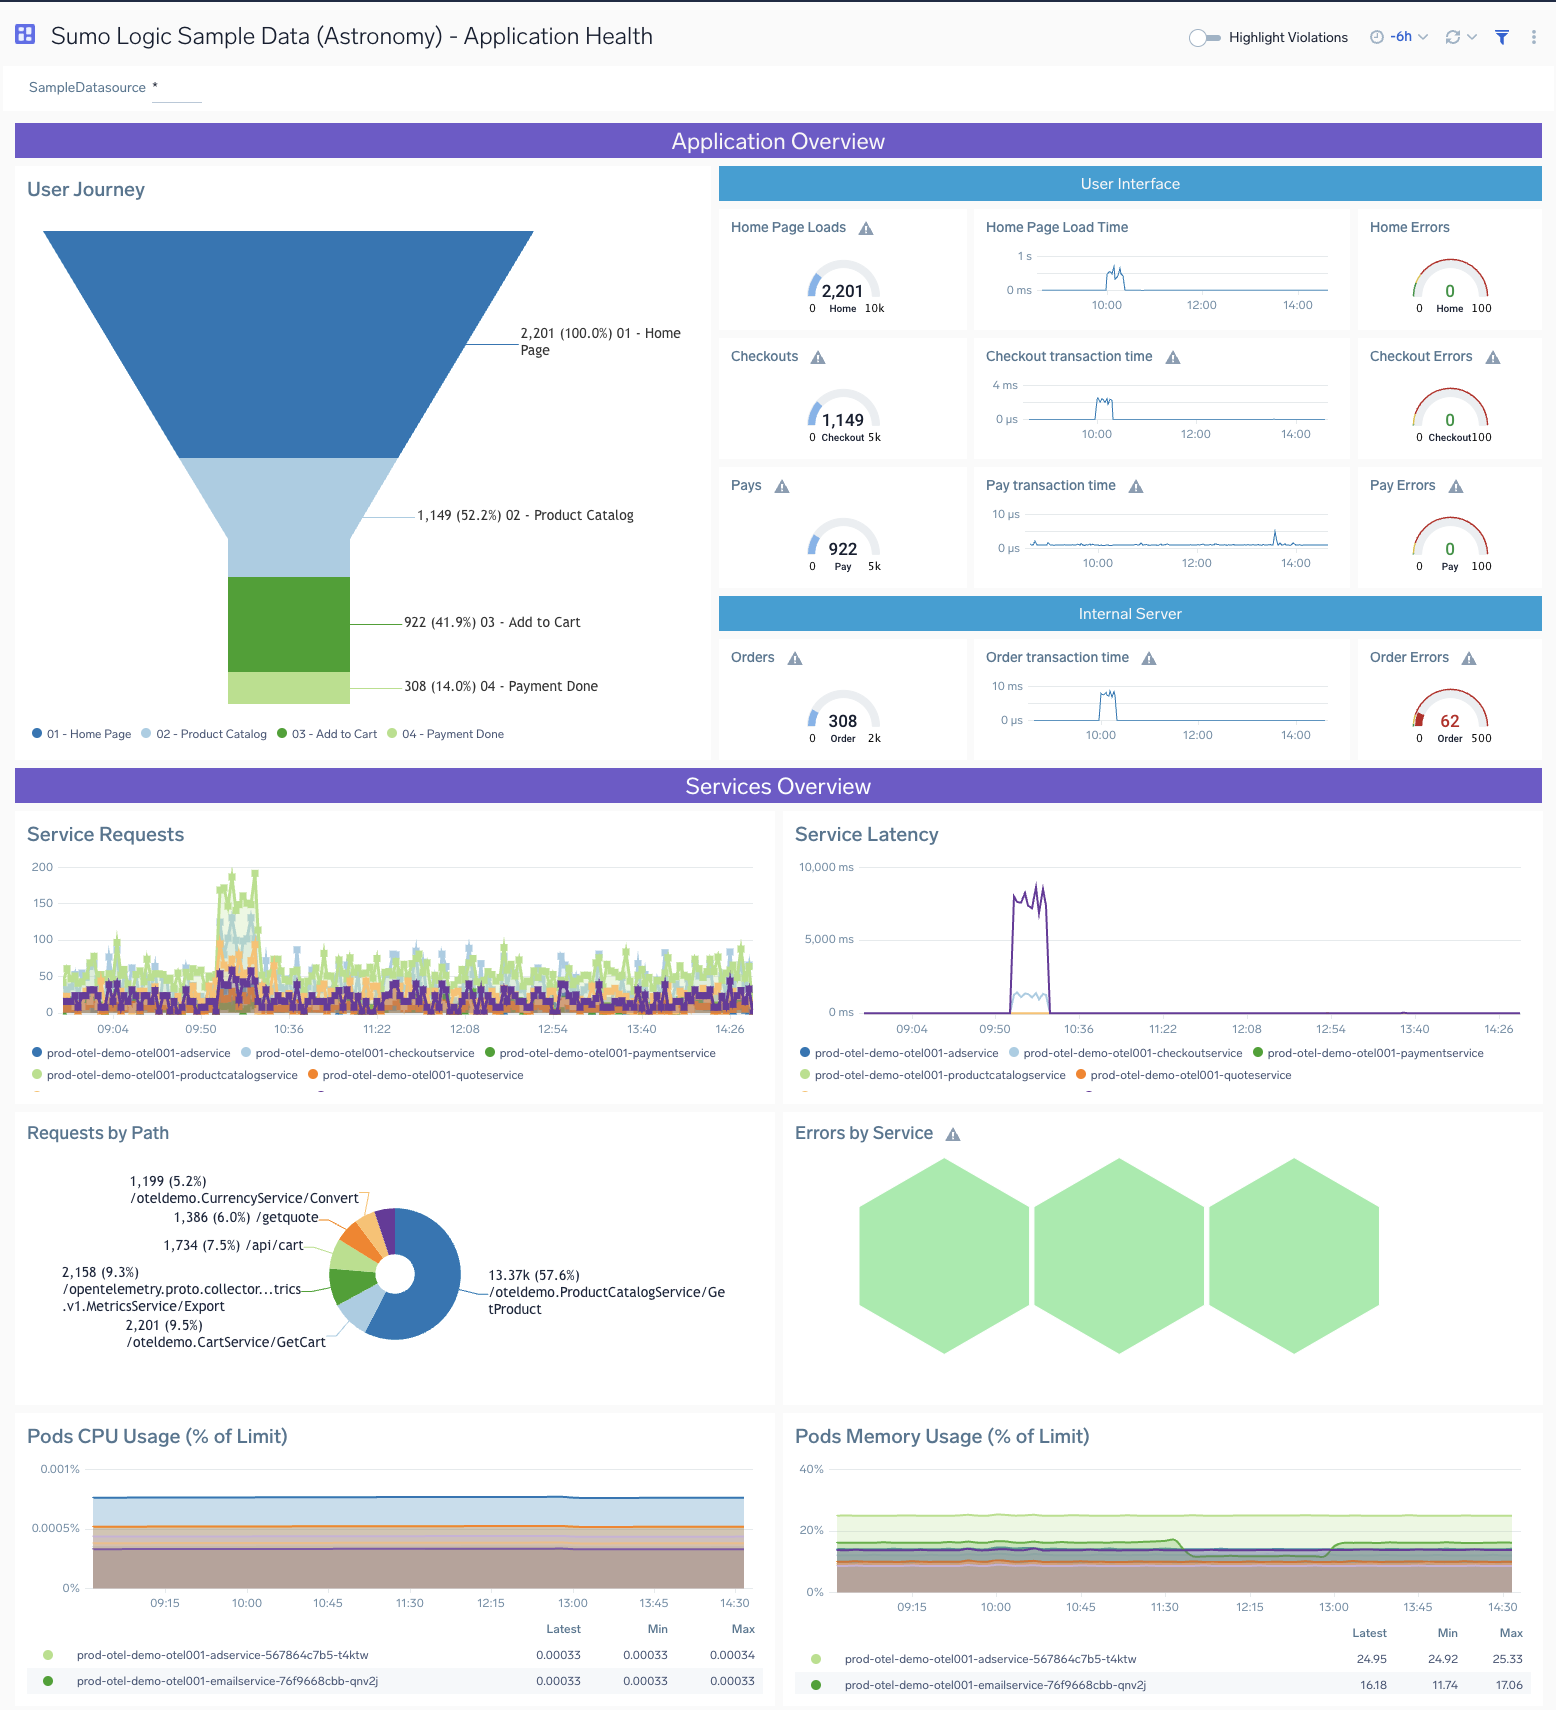 Sumo Logic Sample Data (Astronomy) - Application Health
Highlight Violations
-6h
SampleDatasource *
Application Overview
User Journey
2,201 (100.0%) 01 - Home
Page
1,149 (52.2%) 02 - Product Catalog
922 (41.9%) 03 - Add to Cart
308 (14.0%) 04 - Payment Done
01 - Home Page 02 - Product Catalog 03 - Add to Cart 04 - Payment Done
User Interface
Home Page Loads
2,201
0 Home 10k
Home Page Load Time
1 s
0 ms
10:00 12:00 14:00
Home Errors
0
0 Home 100
Checkouts
1,149
0 Checkout 5k
Checkout transaction time
4 ms
0 µs
10:00 12:00 14:00
Checkout Errors
0
0 Checkout 100
Pays
922
0 Pay 5k
Pay transaction time
10 µs
0 µs
10:00 12:00 14:00
Pay Errors
0
0 Pay 100
Internal Server
Orders
308
0 Order 2k
Order transaction time
10 ms
0 µs
10:00 12:00 14:00
Order Errors
62
0 Order 500
Services Overview
Service Requests
200
150
100
50
0
09:04 09:50 10:36 11:22 12:08 12:54 13:40 14:26
prod-otel-demo-otel001-adservice prod-otel-demo-otel001-checkoutservice prod-otel-demo-otel001-paymentservice
prod-otel-demo-otel001-productcatalogservice prod-otel-demo-otel001-quoteservice
Service Latency
10,000 ms
5,000 ms
0 ms
09:04 09:50 10:36 11:22 12:08 12:54 13:40 14:26
prod-otel-demo-otel001-adservice prod-otel-demo-otel001-checkoutservice prod-otel-demo-otel001-paymentservice
prod-otel-demo-otel001-productcatalogservice prod-otel-demo-otel001-quoteservice
Requests by Path
1,199 (5.2%)
/oteldemo.CurrencyService/Convert
1,386 (6.0%) /getquote
1,734 (7.5%) /api/cart
2,158 (9.3%)
/opentelemetry.proto.collector...trics
.v1.MetricsService/Export
2,201 (9.5%)
/oteldemo.CartService/GetCart
13.37k (57.6%)
/oteldemo.ProductCatalogService/Ge
tProduct
Errors by Service
Pods CPU Usage (% of Limit)
0.001%
0.0005%
0%
09:15 10:00 10:45 11:30 12:15 13:00 13:45 14:30
Latest Min Max
prod-otel-demo-otel001-adservice-567864c7b5-t4ktw 0.00033 0.00033 0.00034
prod-otel-demo-otel001-emailservice-76f9668cbb-qnv2j 0.00033 0.00033 0.00033
Pods Memory Usage (% of Limit)
40%
20%
0%
09:15 10:00 10:45 11:30 12:15 13:00 13:45 14:30
Latest Min Max
prod-otel-demo-otel001-adservice-567864c7b5-t4ktw 24.95 24.92 25.33
prod-otel-demo-otel001-emailservice-76f9668cbb-qnv2j 16.18 11.74 17.06